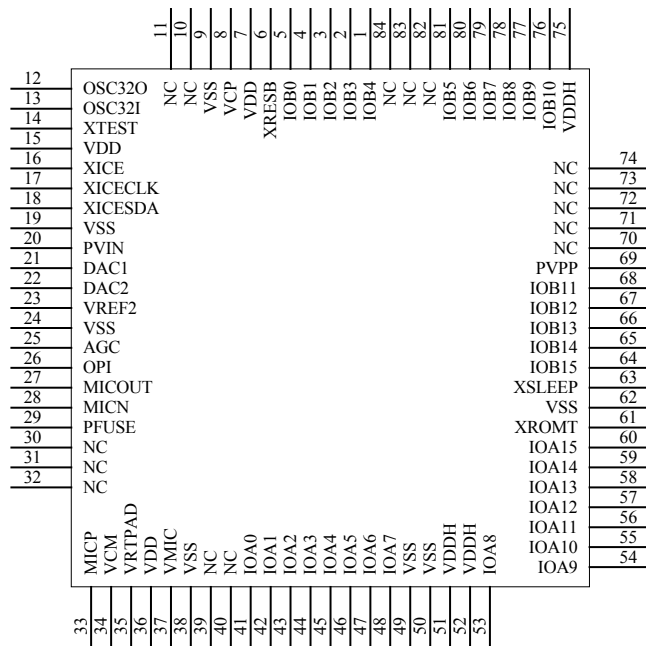 11 10 9 8 7 6 5 4 3 2 1 84 83 82 81 80 79 78 77 76 75
NC NC VSS VCP VDD XRESB IOB0 IOB1 IOB2 IOB3 IOB4 NC NC NC IOB5 IOB6 IOB7 IOB8 IOB9 IOB10 VDDH
12 OSC32O
13 OSC32I
14 XTEST
15 VDD
16 XICE
17 XICECLK
18 XICESDA
19 VSS
20 PVIN
21 DAC1
22 DAC2
23 VREF2
24 VSS
25 AGC
26 OPI
27 MICOUT
28 MICN
29 PFUSE
30 NC
31 NC
32 NC
NC 74
NC 73
NC 72
NC 71
NC 70
PVPP 69
IOB11 68
IOB12 67
IOB13 66
IOB14 65
IOB15 64
XSLEEP 63
VSS 62
XROMT 61
IOA15 60
IOA14 59
IOA13 58
IOA12 57
IOA11 56
IOA10 55
IOA9 54
MICP VCM VRTPAD VDD VMIC VSS NC NC IOA0 IOA1 IOA2 IOA3 IOA4 IOA5 IOA6 IOA7 VSS VSS VDDH VDDH IOA8
33 34 35 36 37 38 39 40 41 42 43 44 45 46 47 48 49 50 51 52 53